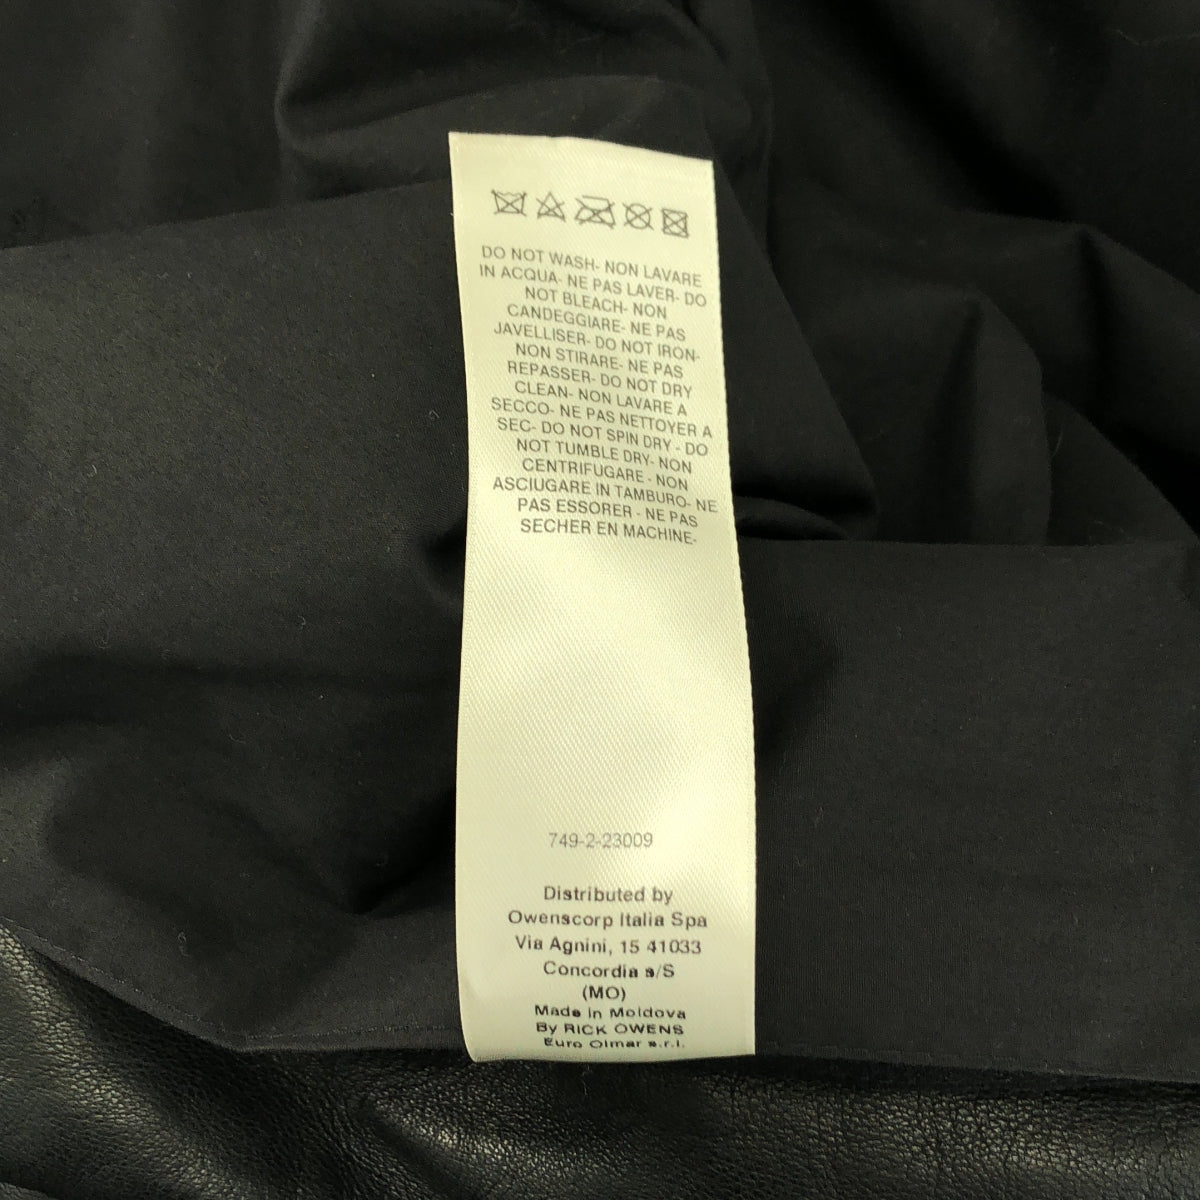 DO NOT WASH- NON LAVARE
IN ACQUA- NE PAS LAVER- DO
NOT BLEACH- NON
CANDEGGIARE- NE PAS
JAVELLISER- DO NOT IRON-
NON STIRARE- NE PAS
REPASSER- DO NOT DRY
CLEAN- NON LAVARE A
SECCO- NE PAS NETTOYER A
SEC- DO NOT SPIN DRY - DO
NOT TUMBLE DRY- NON
CENTRIFUGARE - NON
ASCIUGARE IN TAMBURO- NE
PAS ESSORER - NE PAS
SECHER EN MACHINE-
749-2-23009
Distributed by
Owenscorp Italia Spa
Via Agnini, 15 41033
Concordia s/S
(MO)
Made in Moldova
By RICK OWENS
Euro Olmar s.r.l.